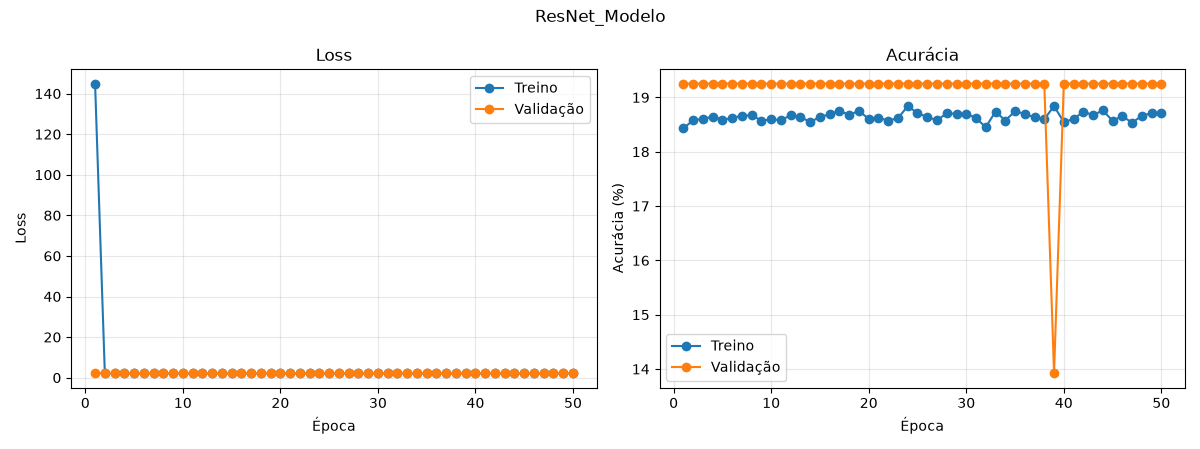 ResNet_Modelo
Loss
Treino
Validação
140
120
100
80
60
40
20
0
0 10 20 30 40 50
Loss
Época
Acurácia
19
18
17
16
15
14
Treino
Validação
0 10 20 30 40 50
Acurácia (%)
Época